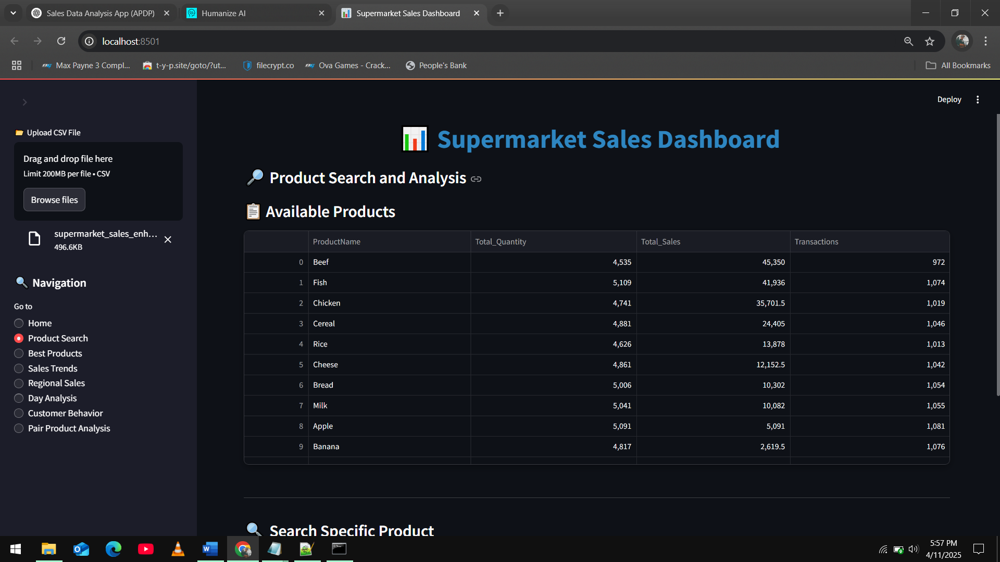 Sales Data Analysis App (APDP)
Humanize AI
Supermarket Sales Dashboard
localhost:8501
Max Payne 3 Compl...
t-y-p.site/goto/?ut...
filecrypt.co
Ova Games - Crack...
People's Bank
All Bookmarks
Deploy
Upload CSV File
Drag and drop file here
Limit 200MB per file • CSV
Browse files
supermarket_sales_enh...
496.6KB
Navigation
Go to
Home
Product Search
Best Products
Sales Trends
Regional Sales
Day Analysis
Customer Behavior
Pair Product Analysis
Supermarket Sales Dashboard
Product Search and Analysis
Available Products
ProductName Total_Quantity Total_Sales Transactions
0 Beef 4,535 45,350 972
1 Fish 5,109 41,936 1,074
2 Chicken 4,741 35,701.5 1,019
3 Cereal 4,881 24,405 1,046
4 Rice 4,626 13,878 1,013
5 Cheese 4,861 12,152.5 1,042
6 Bread 5,006 10,302 1,054
7 Milk 5,041 10,082 1,055
8 Apple 5,091 5,091 1,081
9 Banana 4,817 2,619.5 1,076
Search Specific Product
5:57 PM
4/11/2025